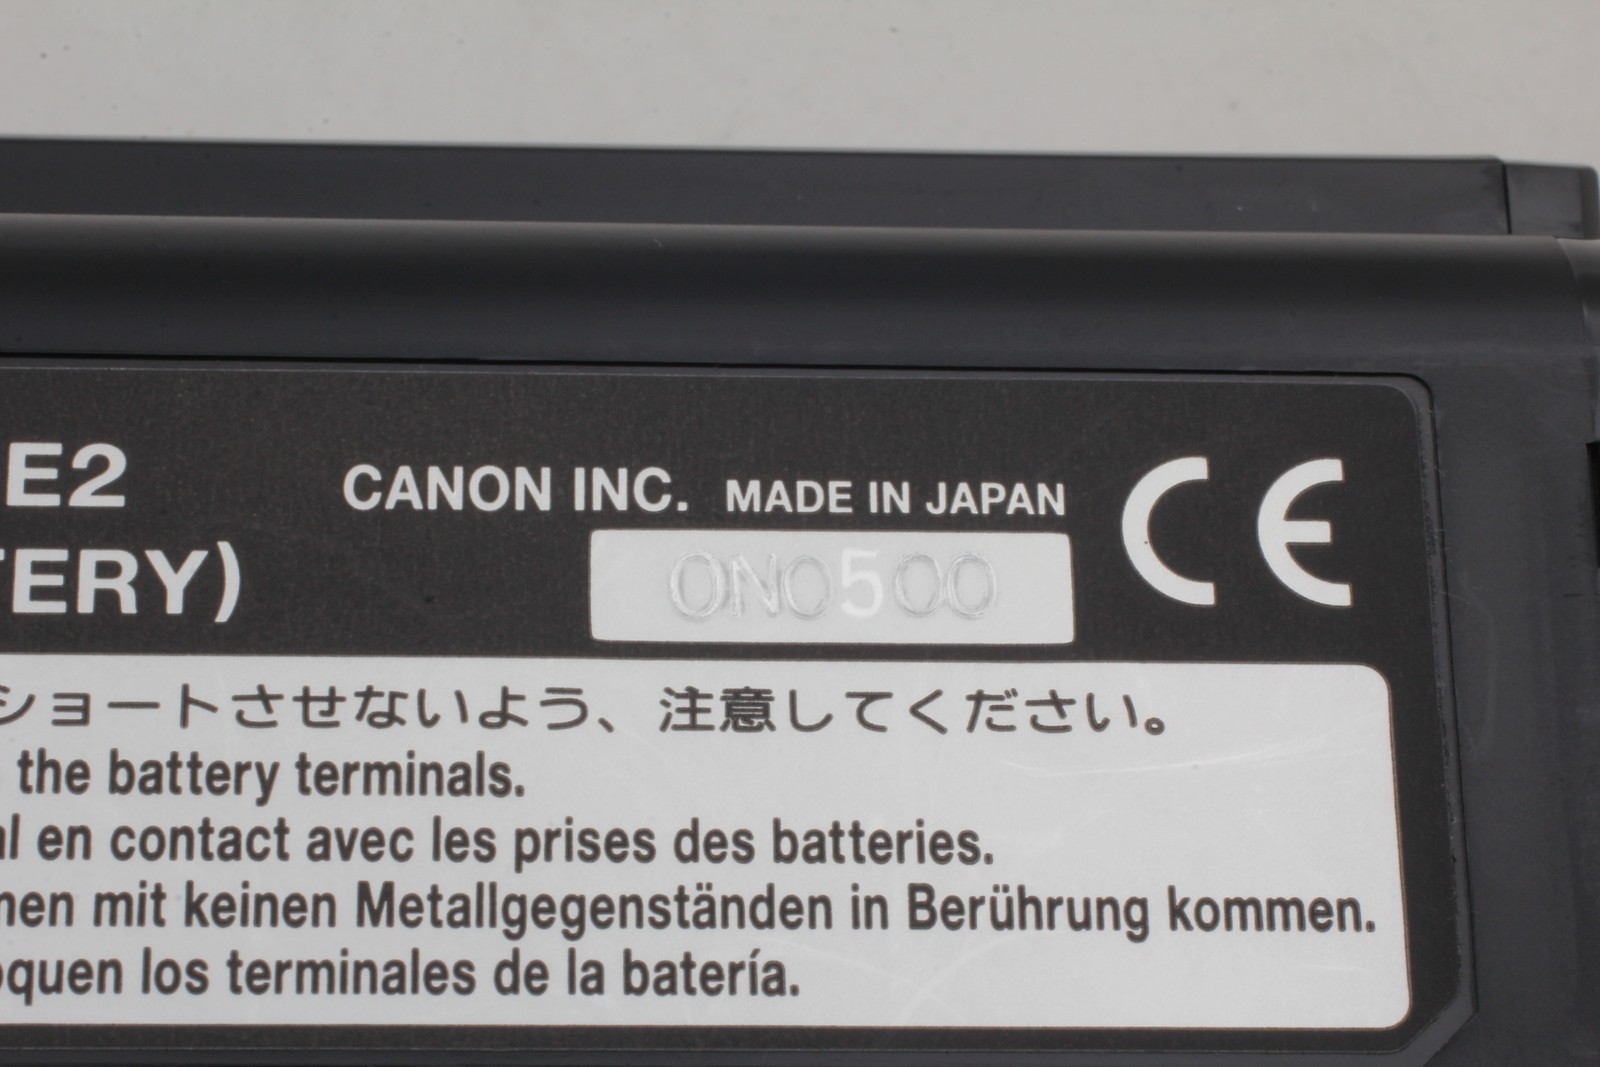 E2
CANON INC. MADE IN JAPAN CE
TERY)
0N0500
ショートさせないよう、注意してください。
the battery terminals.
al en contact avec les prises des batteries.
men mit keinen Metallgegenständen in Berührung kommen.
oquen los terminales de la batería.